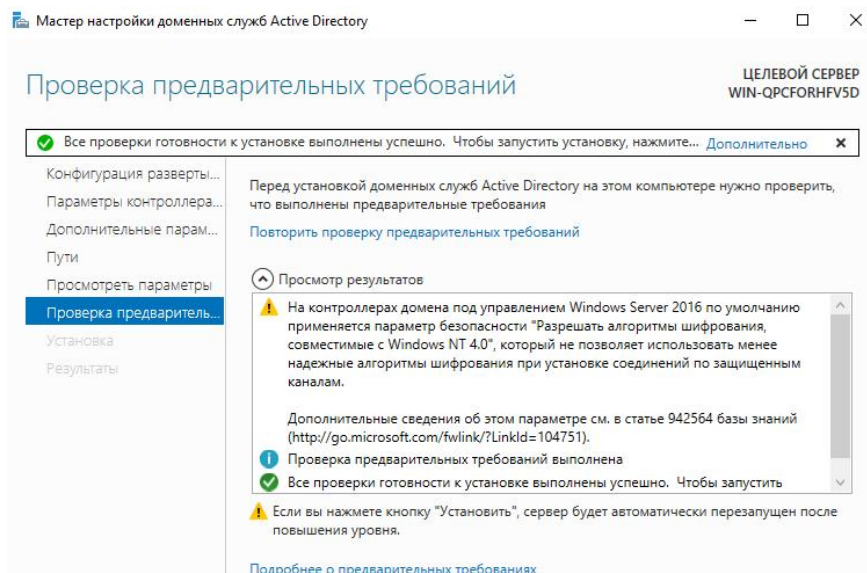 Мастер настройки доменных служб Active Directory
Проверка предварительных требований
ЦЕЛЕВОЙ СЕРВЕР
WIN-QPCFORHFV5D
Все проверки готовности к установке выполнены успешно. Чтобы запустить установку, нажмите... Дополнительно
Конфигурация разверты...
Параметры контроллера...
Дополнительные парам...
Пути
Просмотреть параметры
Проверка предваритель...
Установка
Результаты
Перед установкой доменных служб Active Directory на этом компьютере нужно проверить,
что выполнены предварительные требования
Повторить проверку предварительных требований
Просмотр результатов
На контроллерах домена под управлением Windows Server 2016 по умолчанию
применяется параметр безопасности "Разрешать алгоритмы шифрования,
совместимые с Windows NT 4.0", который не позволяет использовать менее
надежные алгоритмы шифрования при установке соединений по защищенным
каналам.
Дополнительные сведения об этом параметре см. в статье 942564 базы знаний
(http://go.microsoft.com/fwlink/?LinkId=104751).
Проверка предварительных требований выполнена
Все проверки готовности к установке выполнены успешно. Чтобы запустить
Если вы нажмете кнопку "Установить", сервер будет автоматически перезапущен после
повышения уровня.
Подробнее о предварительных требованиях